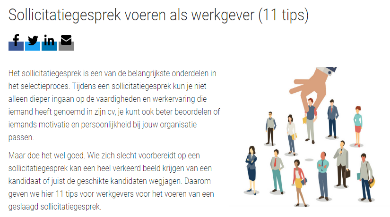 Sollicitatiegesprek voeren als werkgever (11 tips)
Het sollicitatiegesprek is een van de belangrijkste onderdelen in
het selectieproces. Tijdens een sollicitatiegesprek kun je niet
alleen dieper ingaan op de vaardigheden en werkervaring die
iemand heeft genoemd in zijn cv, je kunt ook beter beoordelen of
iemands motivatie en persoonlijkheid bij jouw organisatie
passen.
Maar doe het wel goed. Wie zich slecht voorbereidt op een
sollicitatiegesprek kan een heel verkeerd beeld krijgen van een
kandidaat of juist de geschikte kandidaten wegjagen. Daarom
geven we hier 11 tips voor werkgevers voor het voeren van een
geslaagd sollicitatiegesprek.